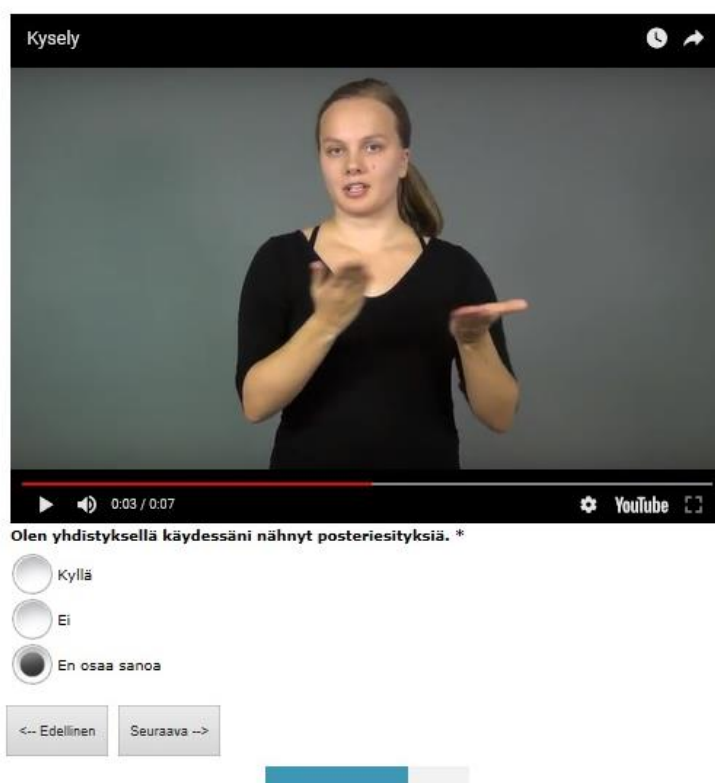 Kysely
0:03 / 0:07
YouTube
Olen yhdistyksellä käydessäni nähnyt posteriesityksiä. *
Kyllä
Ei
En osaa sanoa
<-- Edellinen Seuraava -->